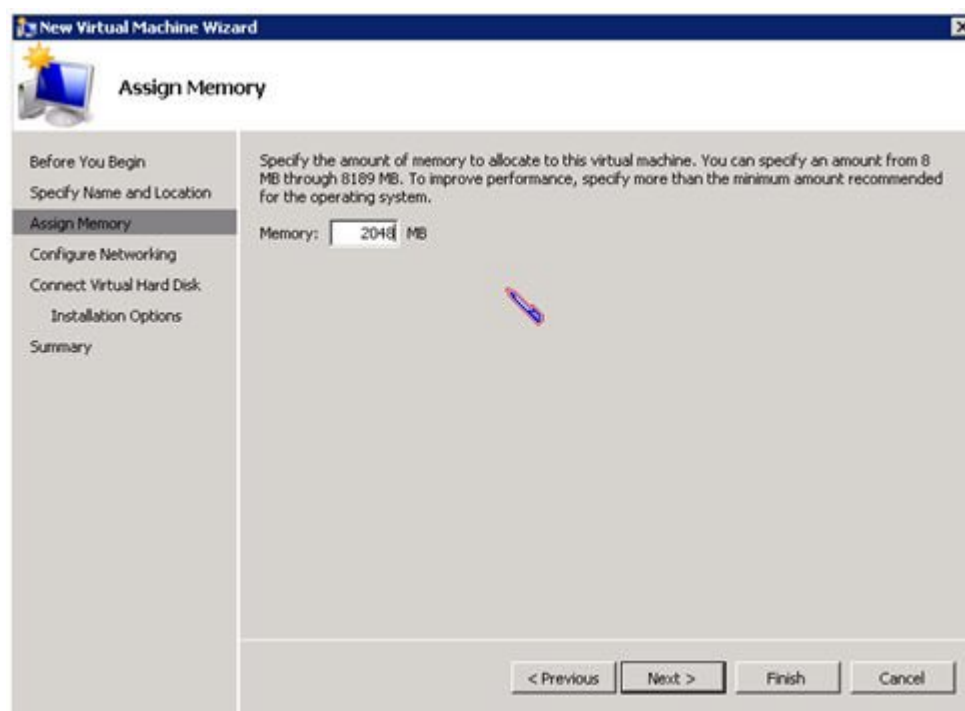 New Virtual Machine Wizard
Assign Memory
Before You Begin
Specify Name and Location
Assign Memory
Configure Networking
Connect Virtual Hard Disk
Installation Options
Summary
Specify the amount of memory to allocate to this virtual machine. You can specify an amount from 8
MB through 8189 MB. To improve performance, specify more than the minimum amount recommended
for the operating system.
Memory: 2048 MB
< Previous Next > Finish Cancel